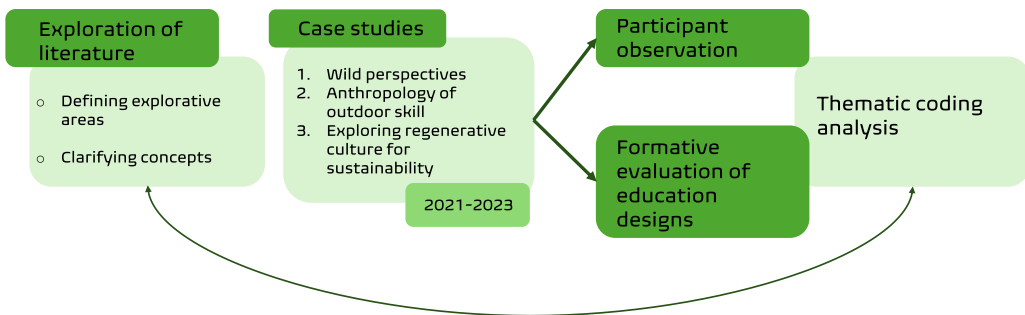 Exploration of
literature
○ Defining explorative
areas
○ Clarifying concepts
Case studies
1. Wild perspectives
2. Anthropology of
outdoor skill
3. Exploring regenerative
culture for
sustainability
2021-2023
Participant
observation
Formative
evaluation of
education
designs
Thematic coding
analysis